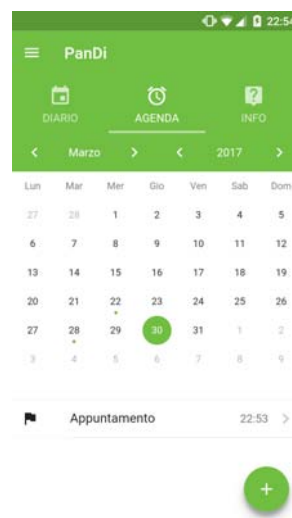 22:54
PanDi
DIARIO AGENDA INFO
Marzo 2017
Lun Mar Mer Gio Ven Sab Dom
27 28 1 2 3 4 5
6 7 8 9 10 11 12
13 14 15 16 17 18 19
20 21 22 23 24 25 26
27 28 29 30 31 1 2
3 4 5 6 7 8 9
Appuntamento 22:53